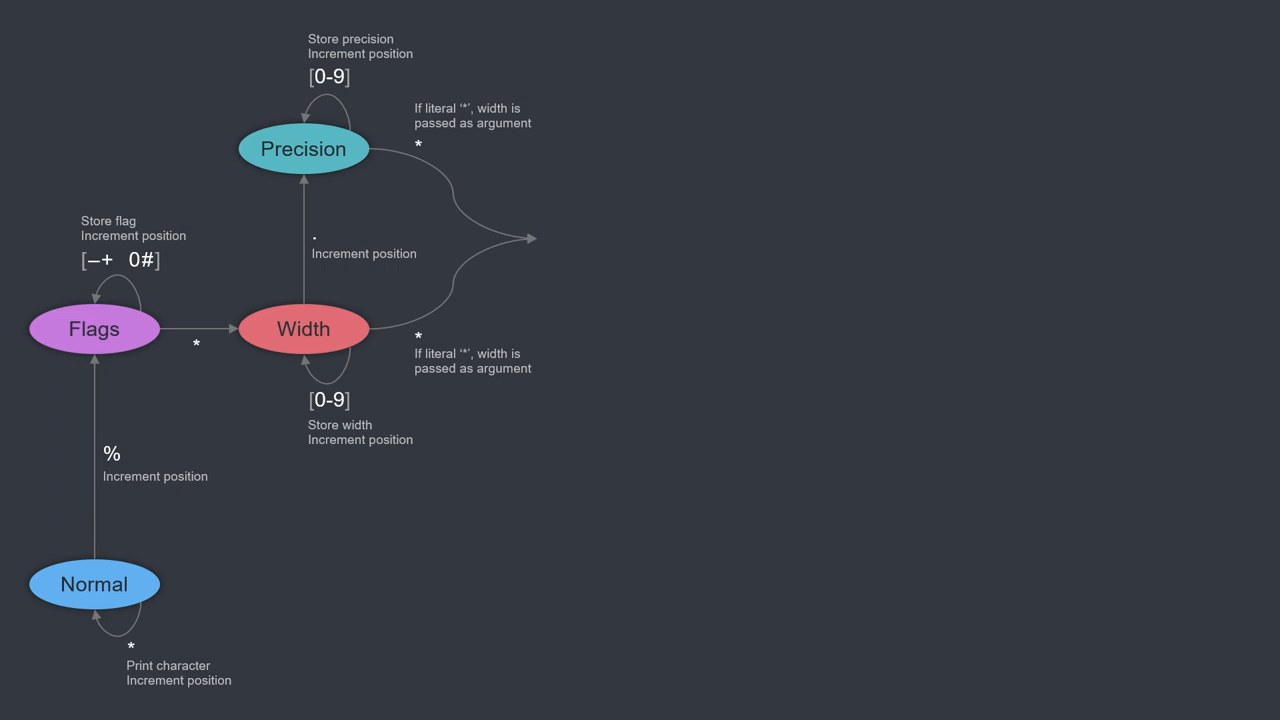 Store precision
Increment position
[0-9]
If literal ‘*’, width is
passed as argument
*
Precision
Store flag
Increment position
[–+ 0#]
.
Increment position
Flags
*
Width
*
If literal ‘*’, width is
passed as argument
[0-9]
Store width
Increment position
%
Increment position
Normal
*
Print character
Increment position